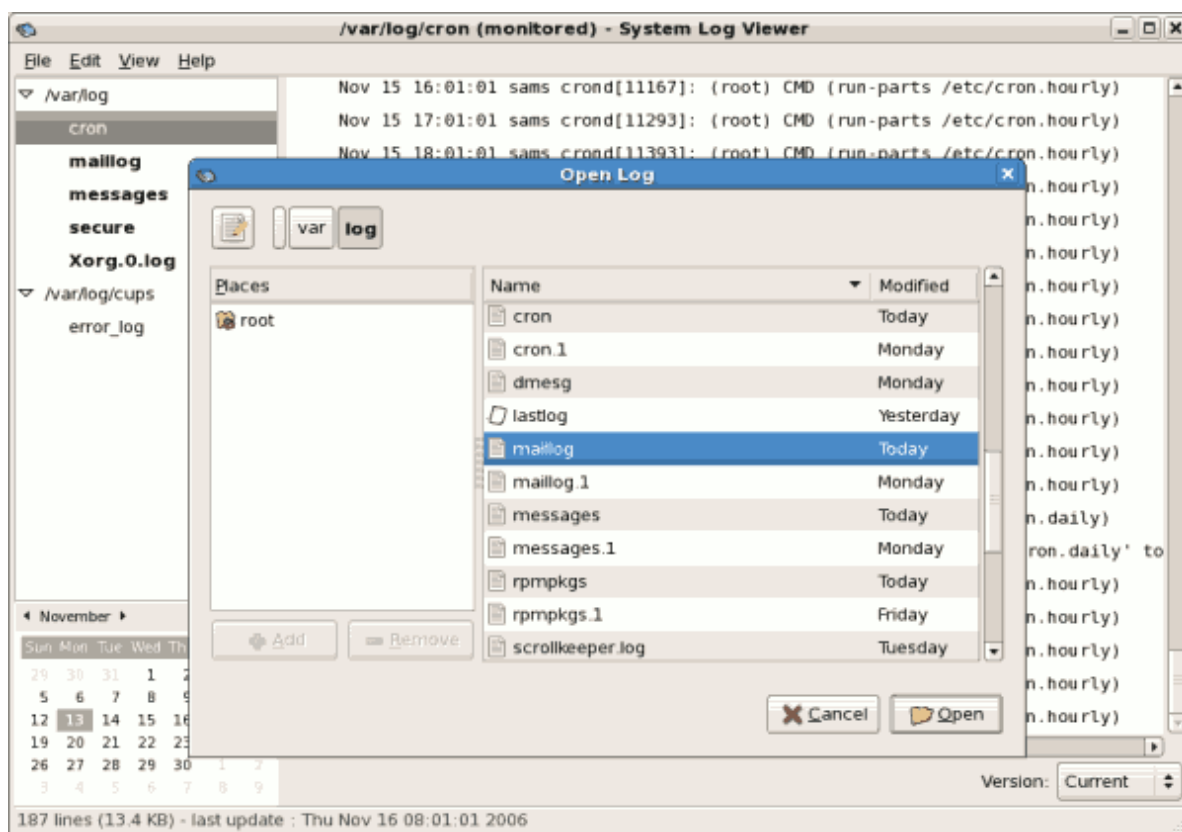 /var/log/cron (monitored) - System Log Viewer
File Edit View Help
/var/log
cron
maillog
messages
secure
Xorg.0.log
/var/log/cups
error_log
Nov 15 16:01:01 sams crond[11167]: (root) CMD (run-parts /etc/cron.hourly)
Nov 15 17:01:01 sams crond[11293]: (root) CMD (run-parts /etc/cron.hourly)
Nov 15 18:01:01 sams crond[11393]: (root) CMD (run-parts /etc/cron.hourly)
n.hourly)
n.hourly)
n.hourly)
n.hourly)
n.hourly)
n.hourly)
n.hourly)
n.hourly)
n.hourly)
n.hourly)
n.daily)
ron.daily' to
n.hourly)
n.hourly)
n.hourly)
n.hourly)
n.hourly)
Open Log
var log
Places
root
Add Remove
Name Modified
cron Today
cron.1 Monday
dmesg Monday
lastlog Yesterday
maillog Today
maillog.1 Monday
messages Today
messages.1 Monday
rpmpkgs Today
rpmpkgs.1 Friday
scrollkeeper.log Tuesday
Cancel Open
November
Sun Mon Tue Wed Th
29 30 31 1 2
5 6 7 8 9
12 13 14 15 16
19 20 21 22 23
26 27 28 29 30 1 2
3 4 5 6 7 8 9
Version: Current
187 lines (13.4 KB) - last update : Thu Nov 16 08:01:01 2006